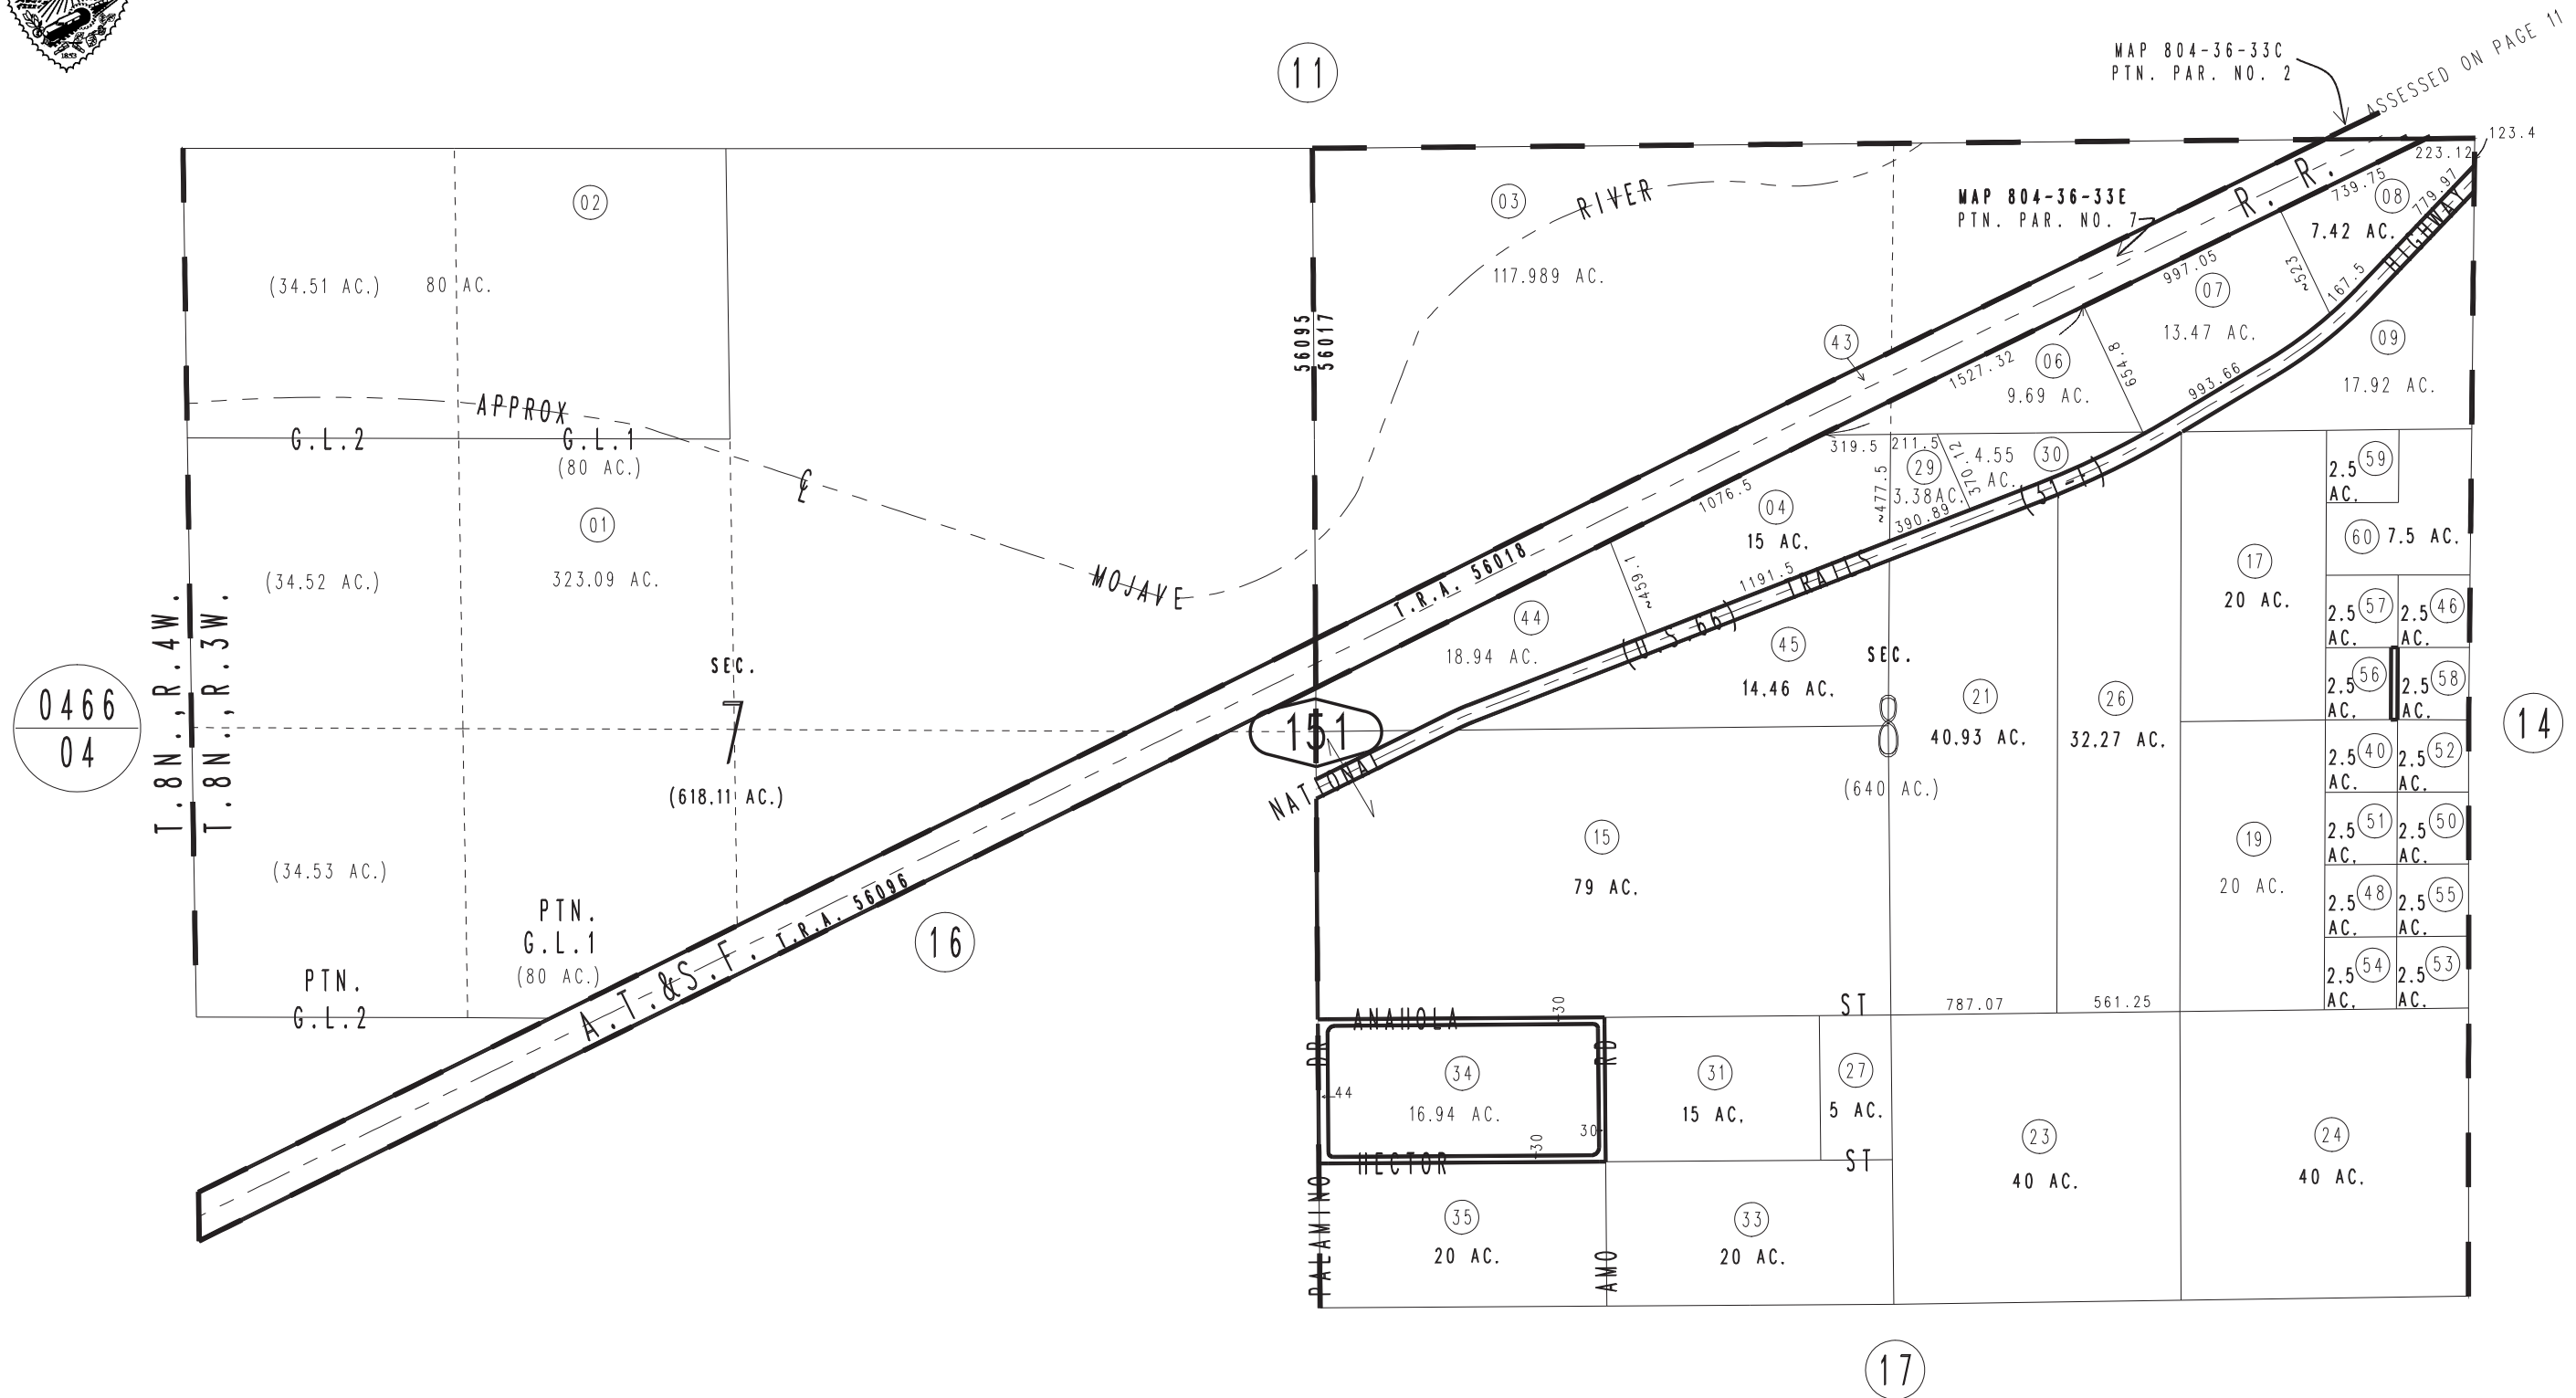 1849
11
MAP 804-36-33C
PTN. PAR. NO. 2
ASSESSED ON PAGE 11
123.4
223.12
02
03
RIVER
MAP 804-36-33E
PTN. PAR. NO. 7
R. R.
739.75
08
779.97
7.42 AC.
HIGHWAY
(34.51 AC.)
80 AC.
117.989 AC.
56095
56017
997.05
07
~523
167.5
13.47 AC.
09
17.92 AC.
43
1527.32
06
9.69 AC.
654.8
993.66
APPROX
G.L.2
G.L.1
(80 AC.)
℄
319.5
211.5
29
3.38AC.
370.12
4.55
AC.
30
(31-F)
59
2.5
AC.
01
323.09 AC.
(34.52 AC.)
MOJAVE
1076.5
04
15 AC.
~477.5
390.89
60
7.5 AC.
17
20 AC.
T.R.A. 56018
~459.1
1191.5
TRAILS
(U.S.66)
44
18.94 AC.
45
14.46 AC.
SEC.
8
(640 AC.)
21
40.93 AC.
26
32.27 AC.
57
2.5
AC.
46
2.5
AC.
56
2.5
AC.
58
2.5
AC.
T.8N.,R.4W.
T.8N.,R.3W.
0466
04
SEC.
7
(618.11 AC.)
151
NATIONAL
14
40
2.5
AC.
52
2.5
AC.
15
79 AC.
19
20 AC.
51
2.5
AC.
50
2.5
AC.
(34.53 AC.)
48
2.5
AC.
55
2.5
AC.
PTN.
G.L.1
(80 AC.)
PTN.
G.L.2
A.T.&S.F.
T.R.A. 56096
16
54
2.5
AC.
53
2.5
AC.
ANAHOLA
30
ST
787.07
561.25
DR
RD
34
16.94 AC.
44
30
30
31
15 AC.
27
5 AC.
HECTOR
ST
23
40 AC.
24
40 AC.
PALAMINO
35
20 AC.
AMO
33
20 AC.
17